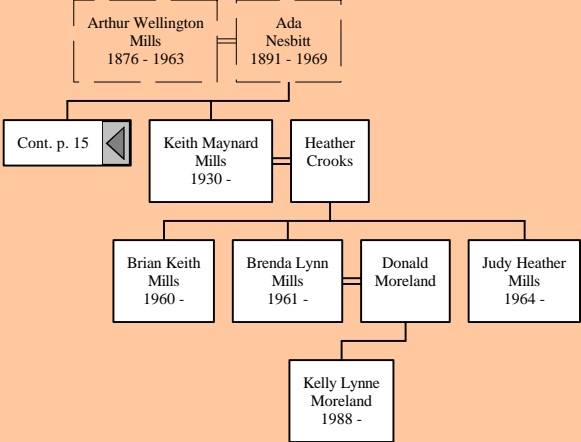 Arthur Wellington
Mills
1876 - 1963
Ada
Nesbitt
1891 - 1969
Cont. p. 15
Keith Maynard
Mills
1930 -
Heather
Crooks
Brian Keith
Mills
1960 -
Brenda Lynn
Mills
1961 -
Donald
Moreland
Judy Heather
Mills
1964 -
Kelly Lynne
Moreland
1988 -